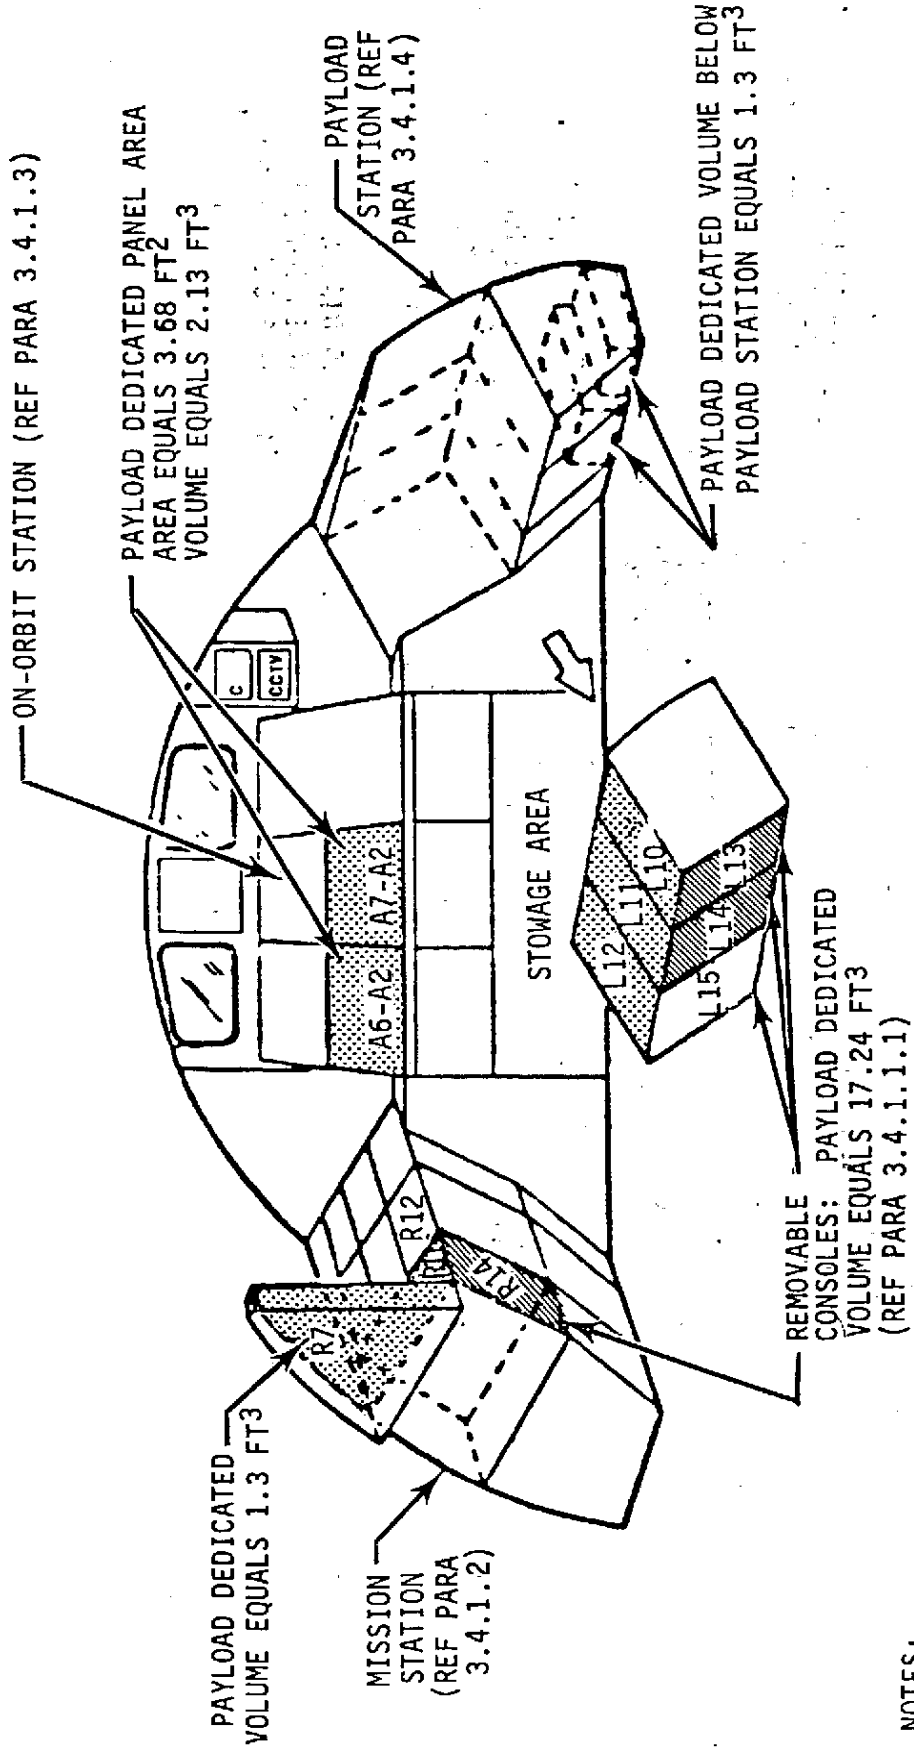 ON-ORBIT STATION (REF PARA 3.4.1.3)
PAYLOAD DEDICATED PANEL AREA
AREA EQUALS 3.68 FT2
VOLUME EQUALS 2.13 FT3
PAYLOAD
STATION (REF
PARA 3.4.1.4)
PAYLOAD DEDICATED
VOLUME EQUALS 1.3 FT3
MISSION
STATION
(REF PARA
3.4.1.2)
R7
R12
R14
C
CCTV
A6-A2
A7-A2
STOWAGE AREA
L12
L11
L10
L15
L14
L13
PAYLOAD DEDICATED VOLUME BELOW
PAYLOAD STATION EQUALS 1.3 FT3
REMOVABLE
CONSOLES: PAYLOAD DEDICATED
VOLUME EQUALS 17.24 FT3
(REF PARA 3.4.1.1.1)
NOTES: